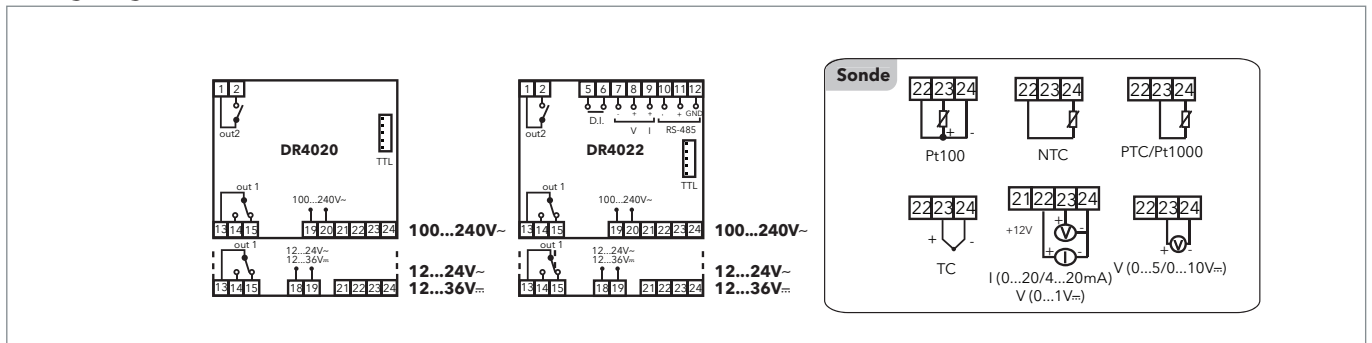 1 2
out2
DR4020
TTL
out 1
100...240V~
13 14 15 19 20 21 22 23 24
100...240V~
out 1
12...24V~
12...36V⎓
13 14 15 18 19 21 22 23 24
12...24V~
12...36V⎓
1 2 5 6 7 8 9 10 11 12
D.I. - + + - + GND
V I RS-485
out2
DR4022
TTL
out 1
100...240V~
13 14 15 19 20 21 22 23 24
100...240V~
out 1
12...24V~
12...36V⎓
13 14 15 18 19 21 22 23 24
12...24V~
12...36V⎓
Sonde
22 23 24
+ -
Pt100
22 23 24
NTC
22 23 24
PTC/Pt1000
22 23 24
+ -
TC
21 22 23 24
+12V
+ V -
+ I -
I (0...20/4...20mA)
V (0...1V⎓)
22 23 24
+ V -
V (0...5/0...10V⎓)